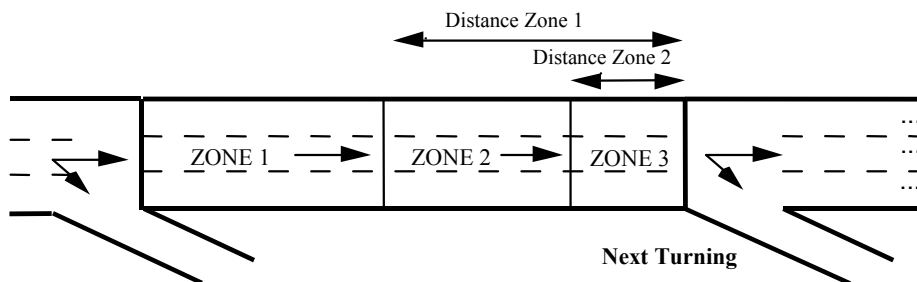 Distance Zone 1
Distance Zone 2
ZONE 1 ZONE 2 ZONE 3
Next Turning